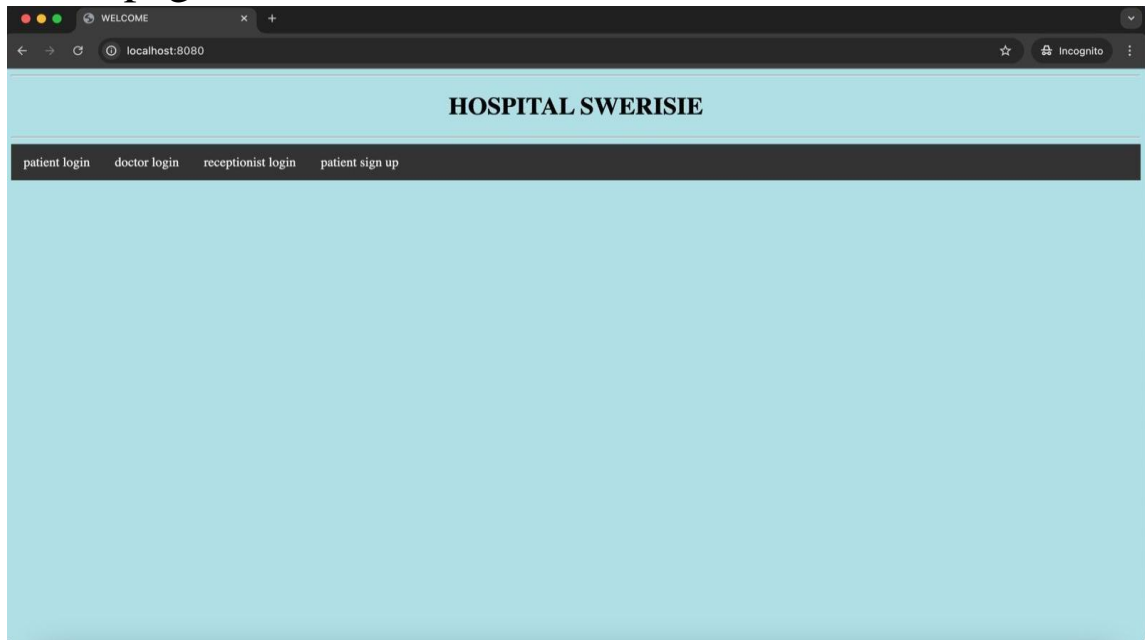 WELCOME
localhost:8080
Incognito
HOSPITAL SWERISIE
patient login doctor login receptionist login patient sign up